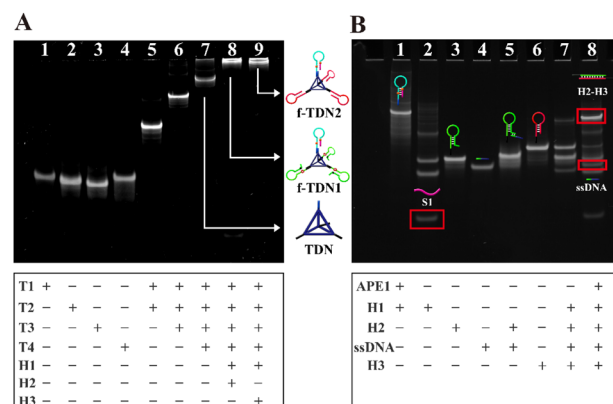 A
1 2 3 4 5 6 7 8 9
f-TDN2
f-TDN1
TDN
T1 + − − − + + + + +
T2 − + − − + + + + +
T3 − − + − − + + + +
T4 − − − + − − + + +
H1 − − − − − − − + +
H2 − − − − − − − + −
H3 − − − − − − − − +
B
1 2 3 4 5 6 7 8
H2-H3
S1
ssDNA
APE1 + − − − − − − +
H1 + + − − − − + +
H2 − − + − + − + +
ssDNA − − − + + − + +
H3 − − − − − + + +